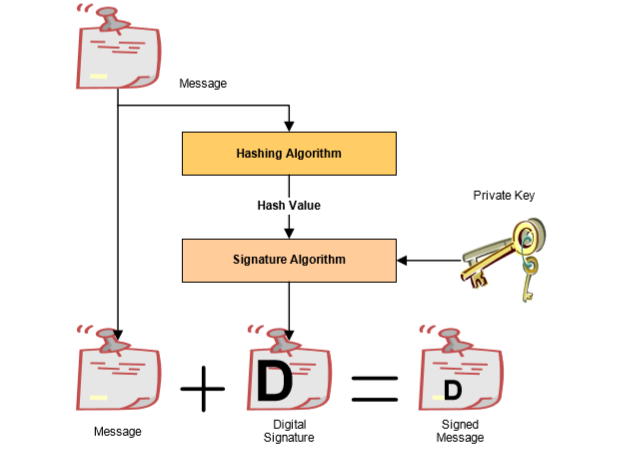 Message
Hashing Algorithm
Hash Value
Private Key
Signature Algorithm
D
D
Message
Digital
Signature
Signed
Message